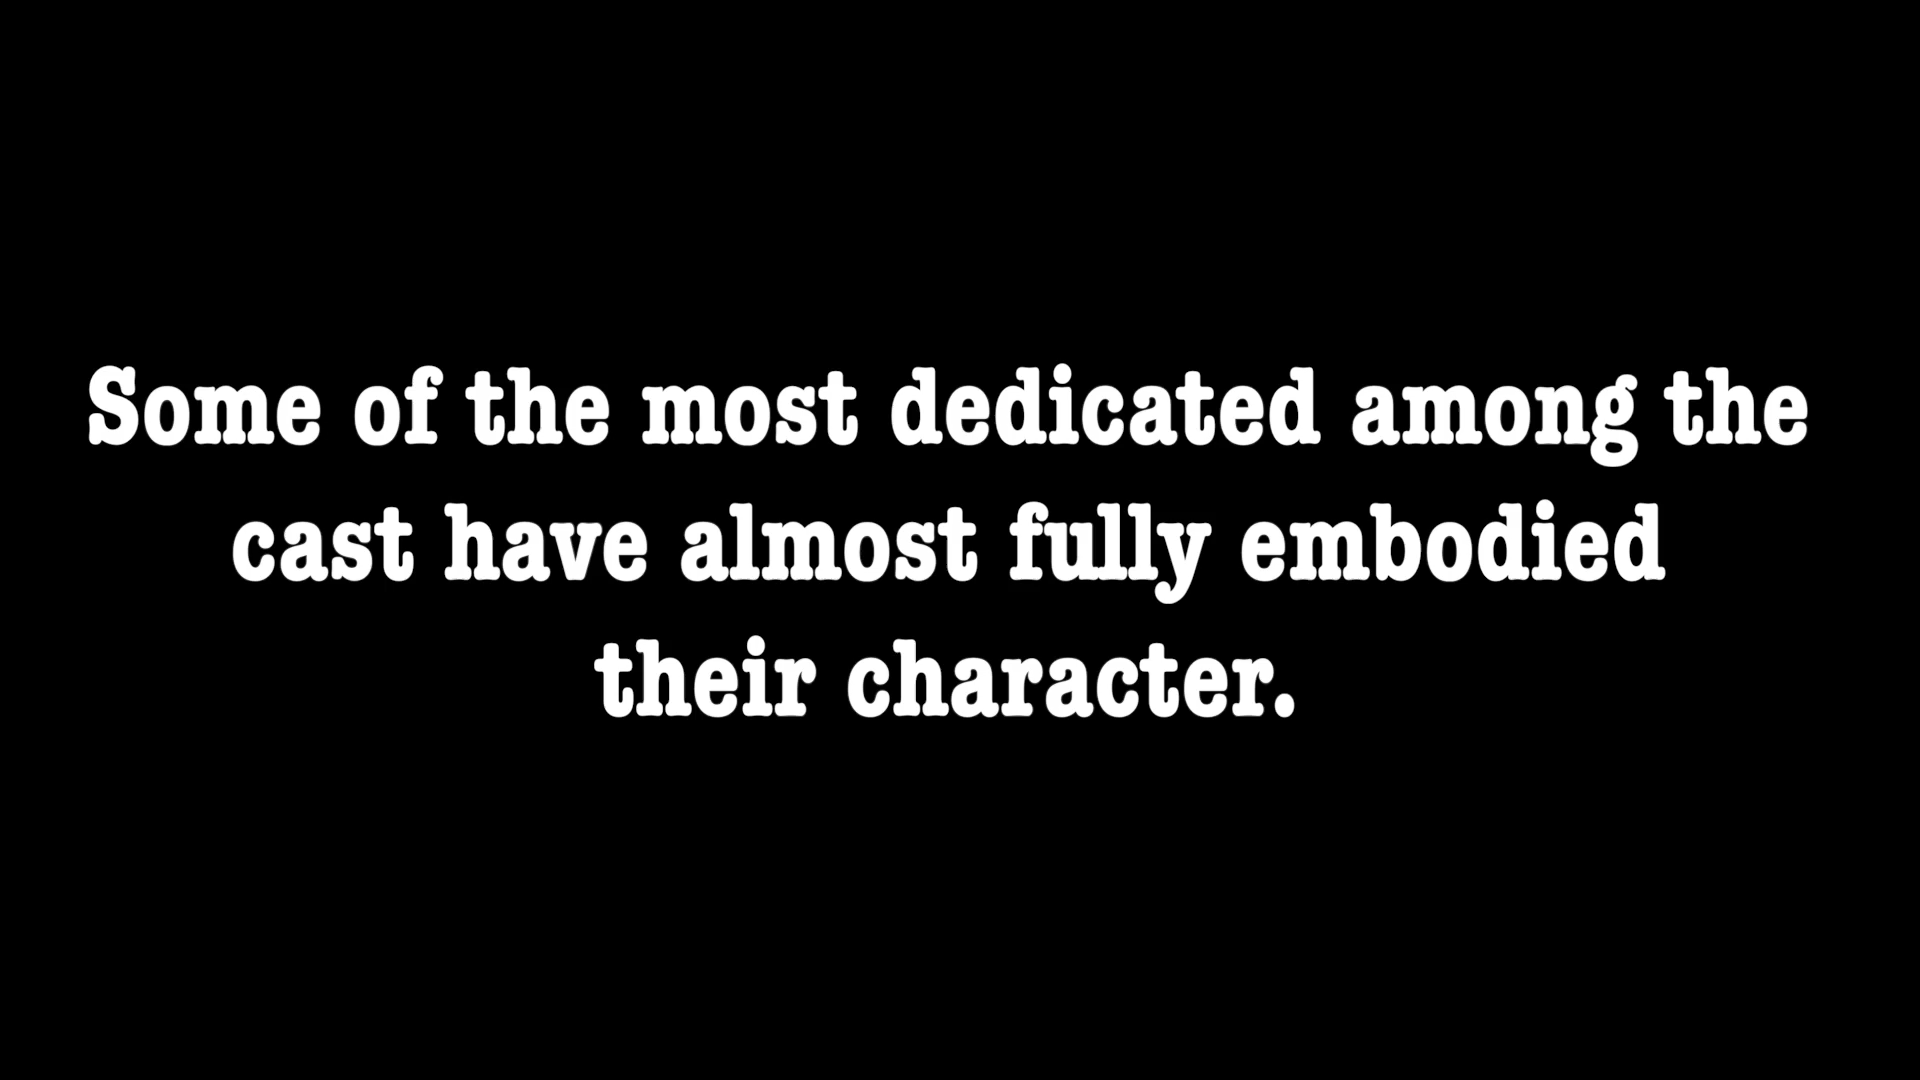 Some of the most dedicated among the
cast have almost fully embodied
their character.